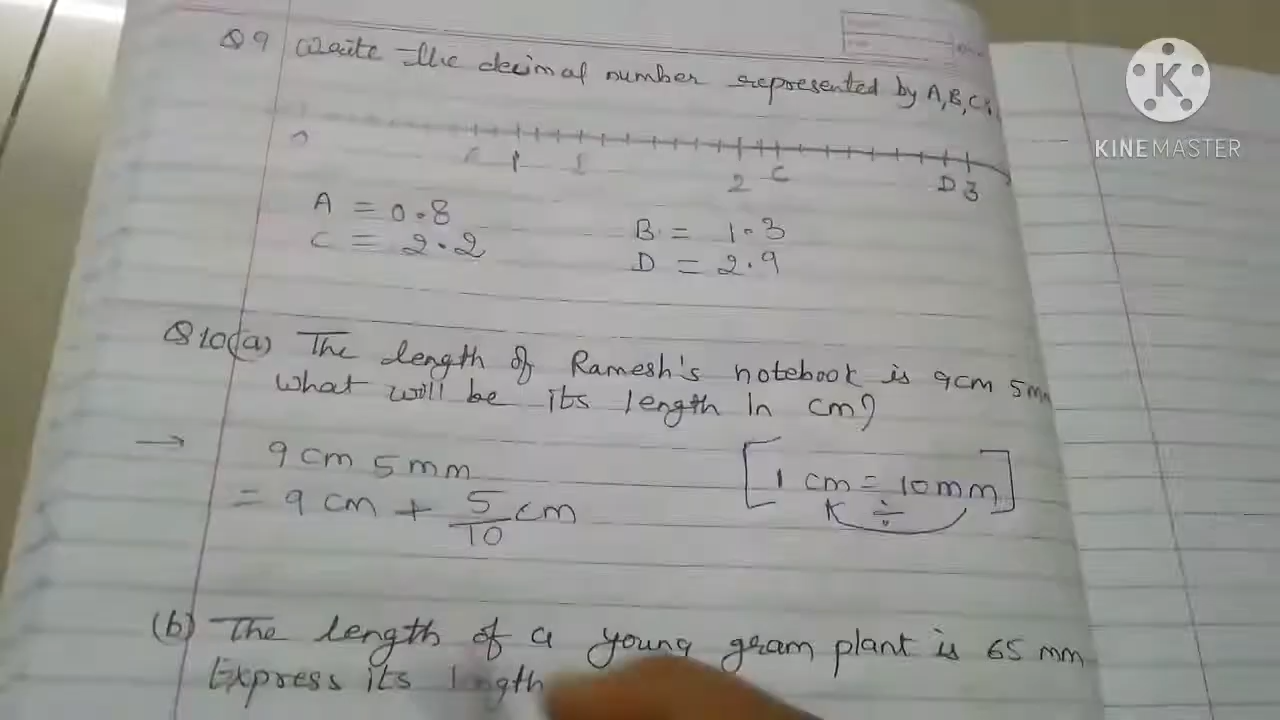 Q9 Write the decimal number represented by A, B, C,
0 1 2 C D 3
A = 0.8 B = 1.3
C = 2.2 D = 2.9
Q10(a) The length of Ramesh's notebook is 9cm 5mm
What will be its length in cm?
→ 9 cm 5 mm [1 cm = 10mm]
= 9 cm + 5/10 cm ÷
(b) The length of a young gram plant is 65 mm
Express its length
K
KINEMASTER